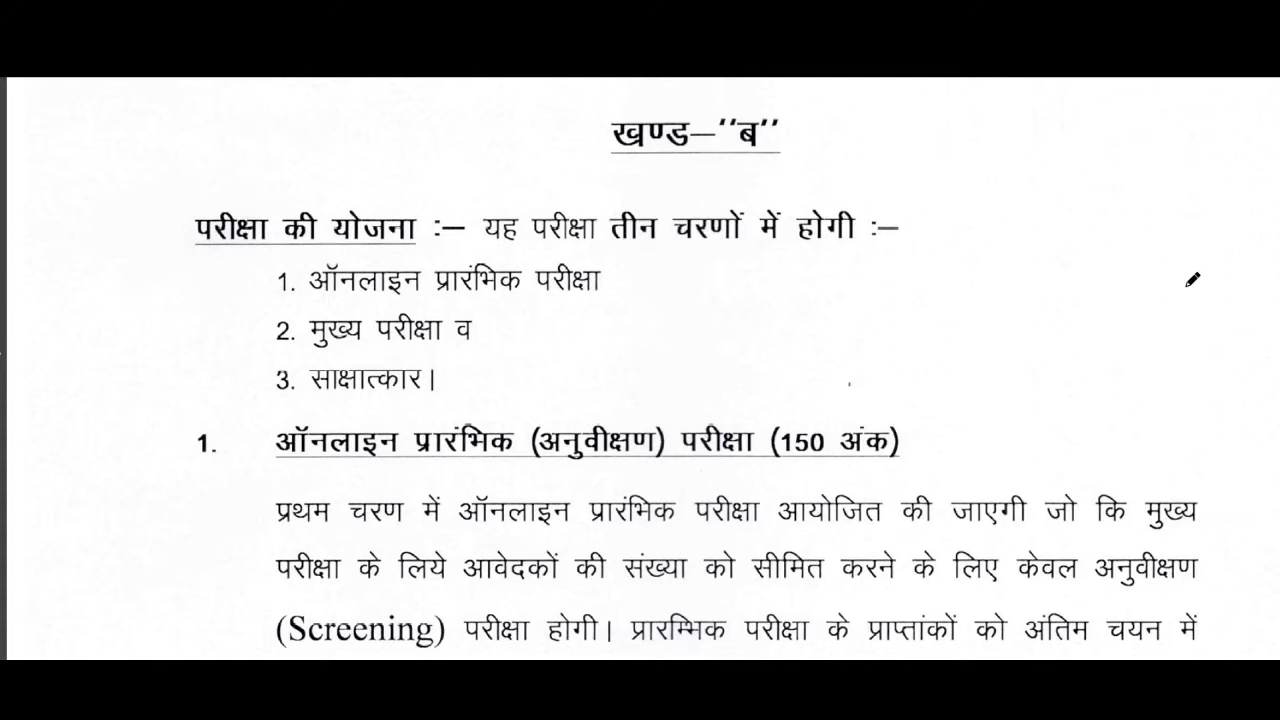 खण्ड–"ब"
परीक्षा की योजना :– यह परीक्षा तीन चरणों में होगी :–
1. ऑनलाइन प्रारंभिक परीक्षा
2. मुख्य परीक्षा व
3. साक्षात्कार।
1. ऑनलाइन प्रारंभिक (अनुवीक्षण) परीक्षा (150 अंक)
प्रथम चरण में ऑनलाइन प्रारंभिक परीक्षा आयोजित की जाएगी जो कि मुख्य
परीक्षा के लिये आवेदकों की संख्या को सीमित करने के लिए केवल अनुवीक्षण
(Screening) परीक्षा होगी। प्रारम्भिक परीक्षा के प्राप्तांकों को अंतिम चयन में